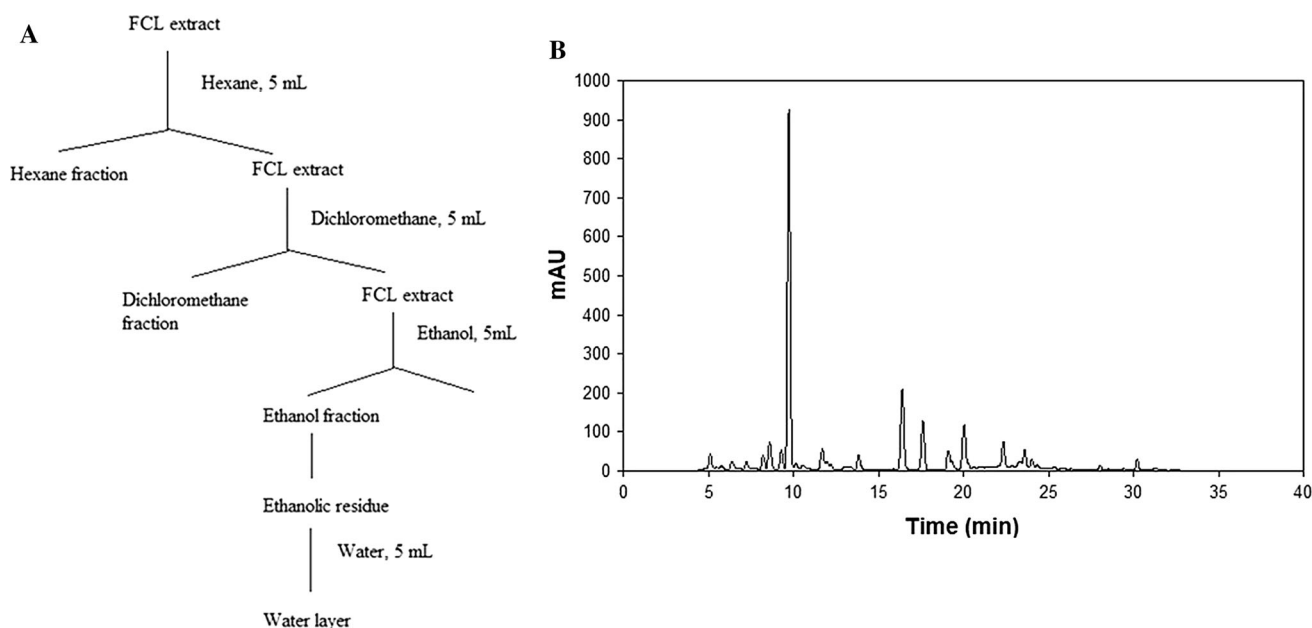 A
FCL extract
Hexane, 5 mL
Hexane fraction
FCL extract
Dichloromethane, 5 mL
Dichloromethane
fraction
FCL extract
Ethanol, 5mL
Ethanol fraction
Ethanolic residue
Water, 5 mL
Water layer
B
1000
900
800
700
600
500
400
300
200
100
0
mAU
0 5 10 15 20 25 30 35 40
Time (min)